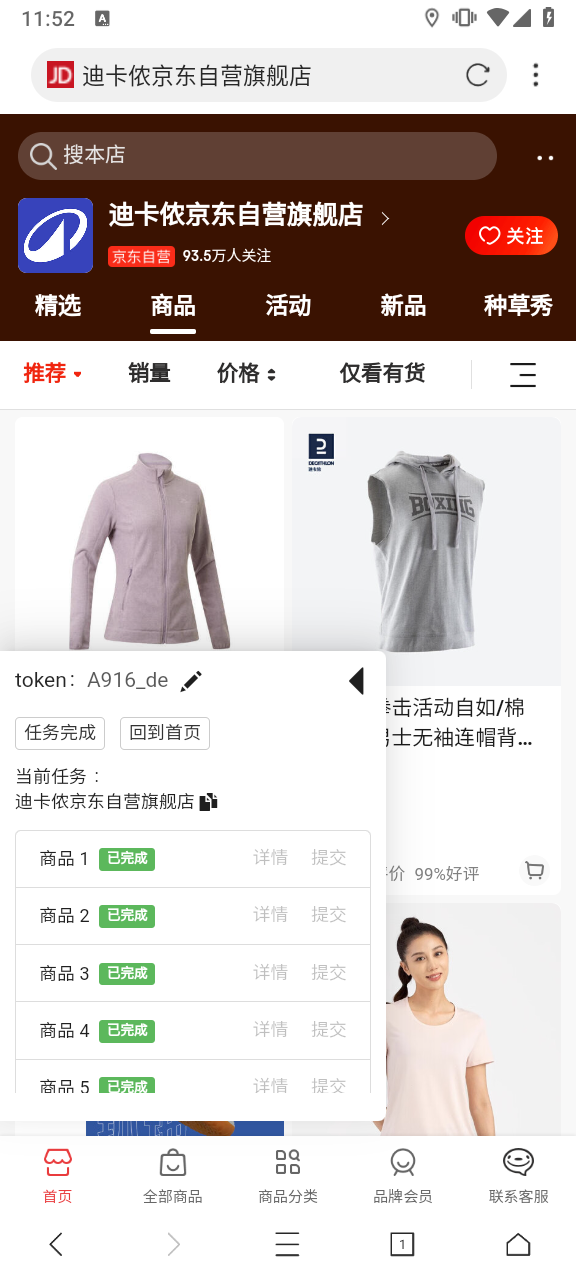 11:52
A
JD 迪卡侬京东自营旗舰店
搜本店
迪卡侬京东自营旗舰店
京东自营 93.5万人关注
关注
精选 商品 活动 新品 种草秀
推荐 销量 价格 仅看有货
DECATHLON
迪卡侬
BOXING
token: A916_de
任务完成 回到首页
当前任务：
迪卡侬京东自营旗舰店
击活动自如/棉
士无袖连帽背...
价 99%好评
商品 1 已完成 详情 提交
商品 2 已完成 详情 提交
商品 3 已完成 详情 提交
商品 4 已完成 详情 提交
商品 5 已完成 详情 提交
首页 全部商品 商品分类 品牌会员 联系客服
1